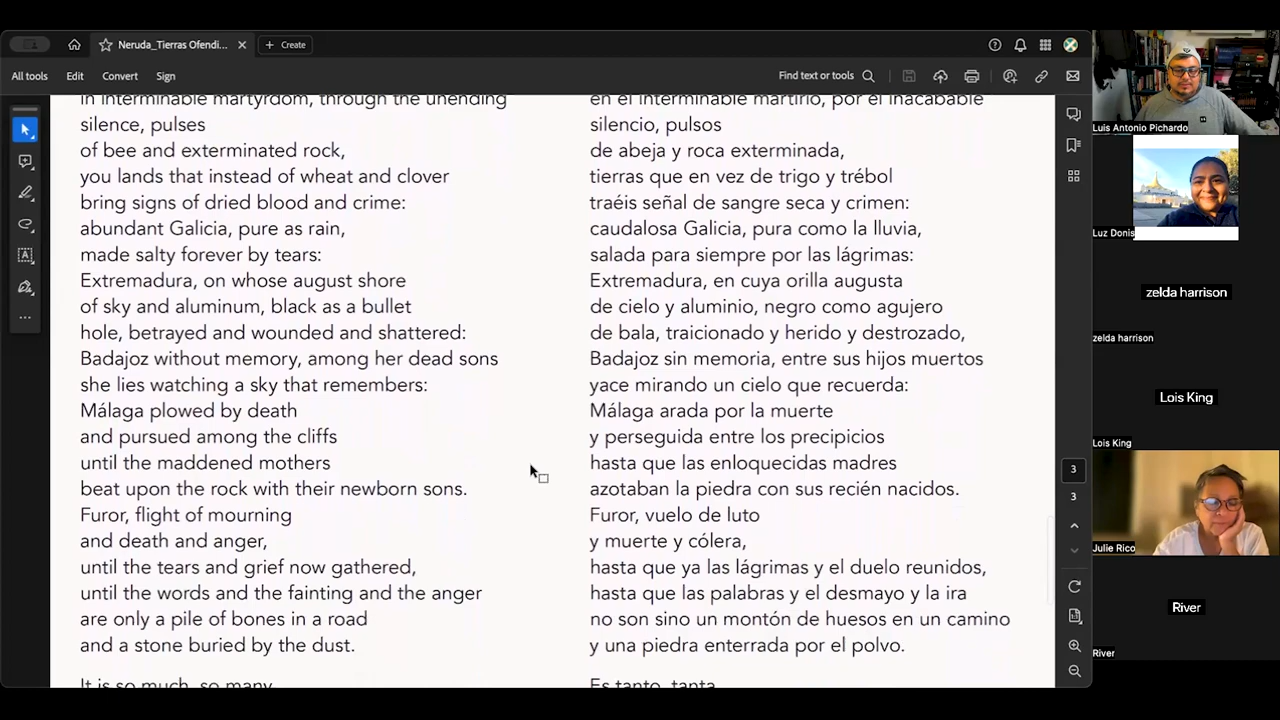 Neruda_Tierras Ofendi...
Create
All tools
Edit
Convert
Sign
Find text or tools
in interminable martyrdom, through the unending
silence, pulses
of bee and exterminated rock,
you lands that instead of wheat and clover
bring signs of dried blood and crime:
abundant Galicia, pure as rain,
made salty forever by tears:
Extremadura, on whose august shore
of sky and aluminum, black as a bullet
hole, betrayed and wounded and shattered:
Badajoz without memory, among her dead sons
she lies watching a sky that remembers:
Málaga plowed by death
and pursued among the cliffs
until the maddened mothers
beat upon the rock with their newborn sons.
Furor, flight of mourning
and death and anger,
until the tears and grief now gathered,
until the words and the fainting and the anger
are only a pile of bones in a road
and a stone buried by the dust.
It is so much, so many
en el interminable martirio, por el inacabable
silencio, pulsos
de abeja y roca exterminada,
tierras que en vez de trigo y trébol
traéis señal de sangre seca y crimen:
caudalosa Galicia, pura como la lluvia,
salada para siempre por las lágrimas:
Extremadura, en cuya orilla augusta
de cielo y aluminio, negro como agujero
de bala, traicionado y herido y destrozado,
Badajoz sin memoria, entre sus hijos muertos
yace mirando un cielo que recuerda:
Málaga arada por la muerte
y perseguida entre los precipicios
hasta que las enloquecidas madres
azotaban la piedra con sus recién nacidos.
Furor, vuelo de luto
y muerte y cólera,
hasta que ya las lágrimas y el duelo reunidos,
hasta que las palabras y el desmayo y la ira
no son sino un montón de huesos en un camino
y una piedra enterrada por el polvo.
Es tanto, tanta
3
3
Luis Antonio Pichardo
Luz Donis
zelda harrison
zelda harrison
Lois King
Lois King
Julie Rico
River
River